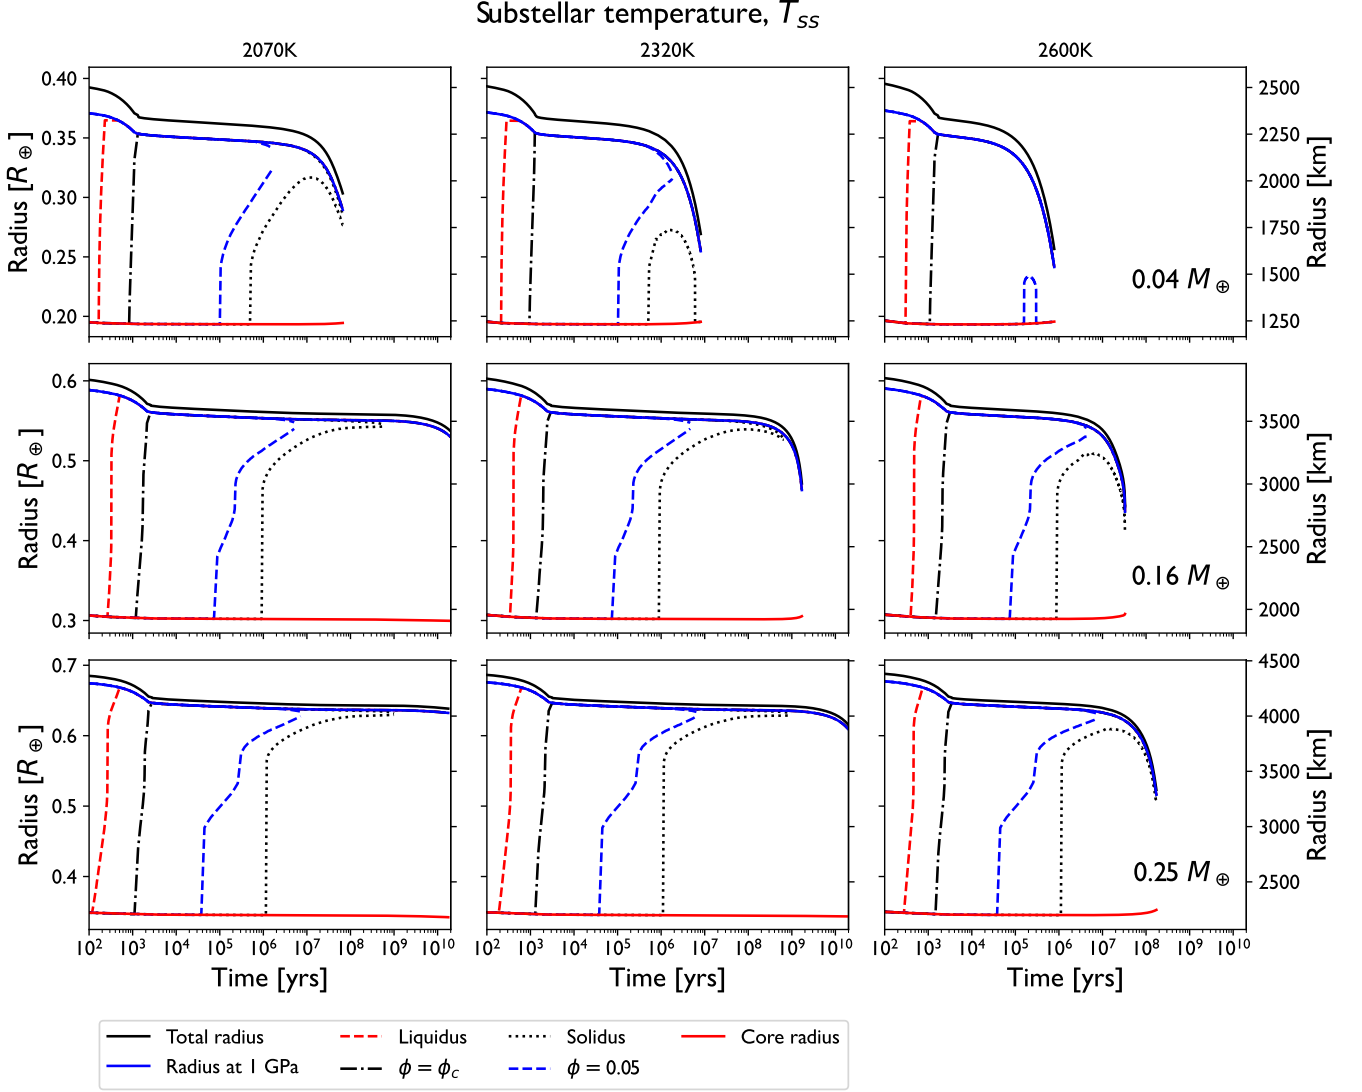 Substellar temperature, T_ss
2070K 2320K 2600K
0.40
0.35
0.30
0.25
0.20
Radius [R⊕]
2500
2250
2000
1750
1500
1250
Radius [km]
0.04 M⊕
0.6
0.5
0.4
0.3
Radius [R⊕]
3500
3000
2500
2000
Radius [km]
0.16 M⊕
0.7
0.6
0.5
0.4
Radius [R⊕]
4500
4000
3500
3000
2500
Radius [km]
0.25 M⊕
10² 10³ 10⁴ 10⁵ 10⁶ 10⁷ 10⁸ 10⁹ 10¹⁰
10² 10³ 10⁴ 10⁵ 10⁶ 10⁷ 10⁸ 10⁹ 10¹⁰
10² 10³ 10⁴ 10⁵ 10⁶ 10⁷ 10⁸ 10⁹ 10¹⁰
Time [yrs] Time [yrs] Time [yrs]
Total radius Liquidus Solidus Core radius
Radius at 1 GPa ϕ = ϕ_c ϕ = 0.05